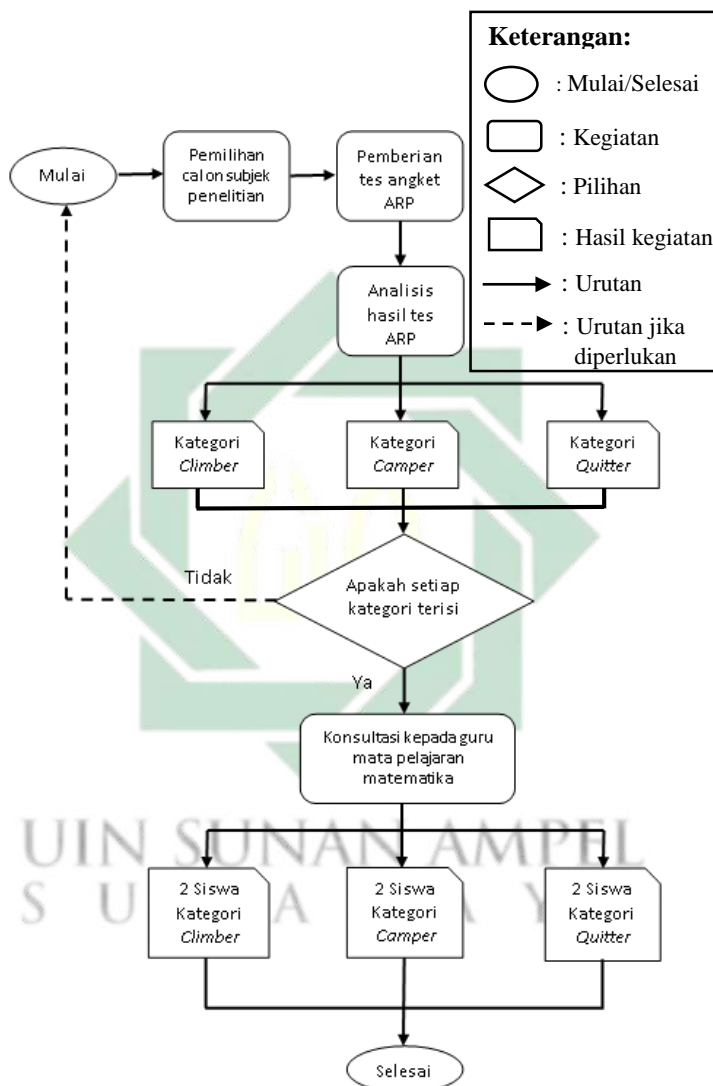 Keterangan:
: Mulai/Selesai
: Kegiatan
: Pilihan
: Hasil kegiatan
: Urutan
: Urutan jika
diperlukan
Mulai
Pemilihan
calon subjek
penelitian
Pemberian
tes angket
ARP
Analisis
hasil tes
ARP
Kategori
Climber
Kategori
Camper
Kategori
Quitter
Apakah setiap
kategori terisi
Tidak
Ya
Konsultasi kepada guru
mata pelajaran
matematika
2 Siswa
Kategori
Climber
2 Siswa
Kategori
Camper
2 Siswa
Kategori
Quitter
Selesai
UIN SUNAN AMPEL